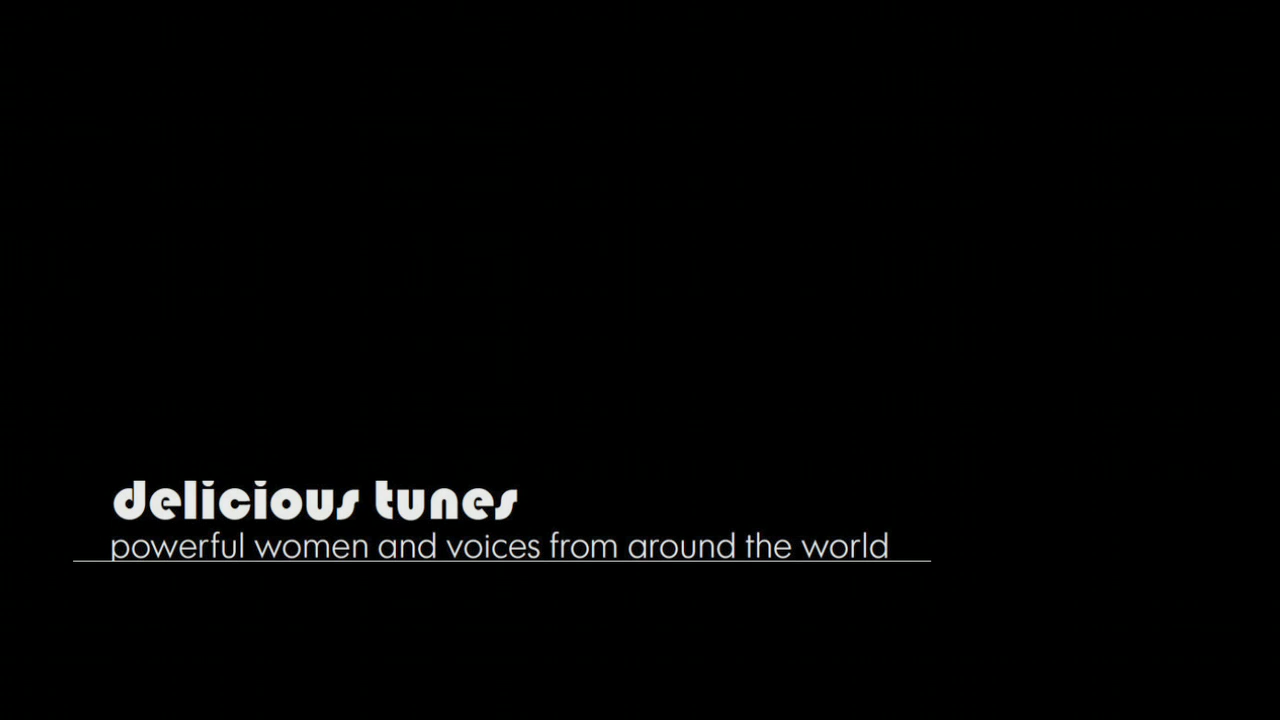 delicious tunes
powerful women and voices from around the world